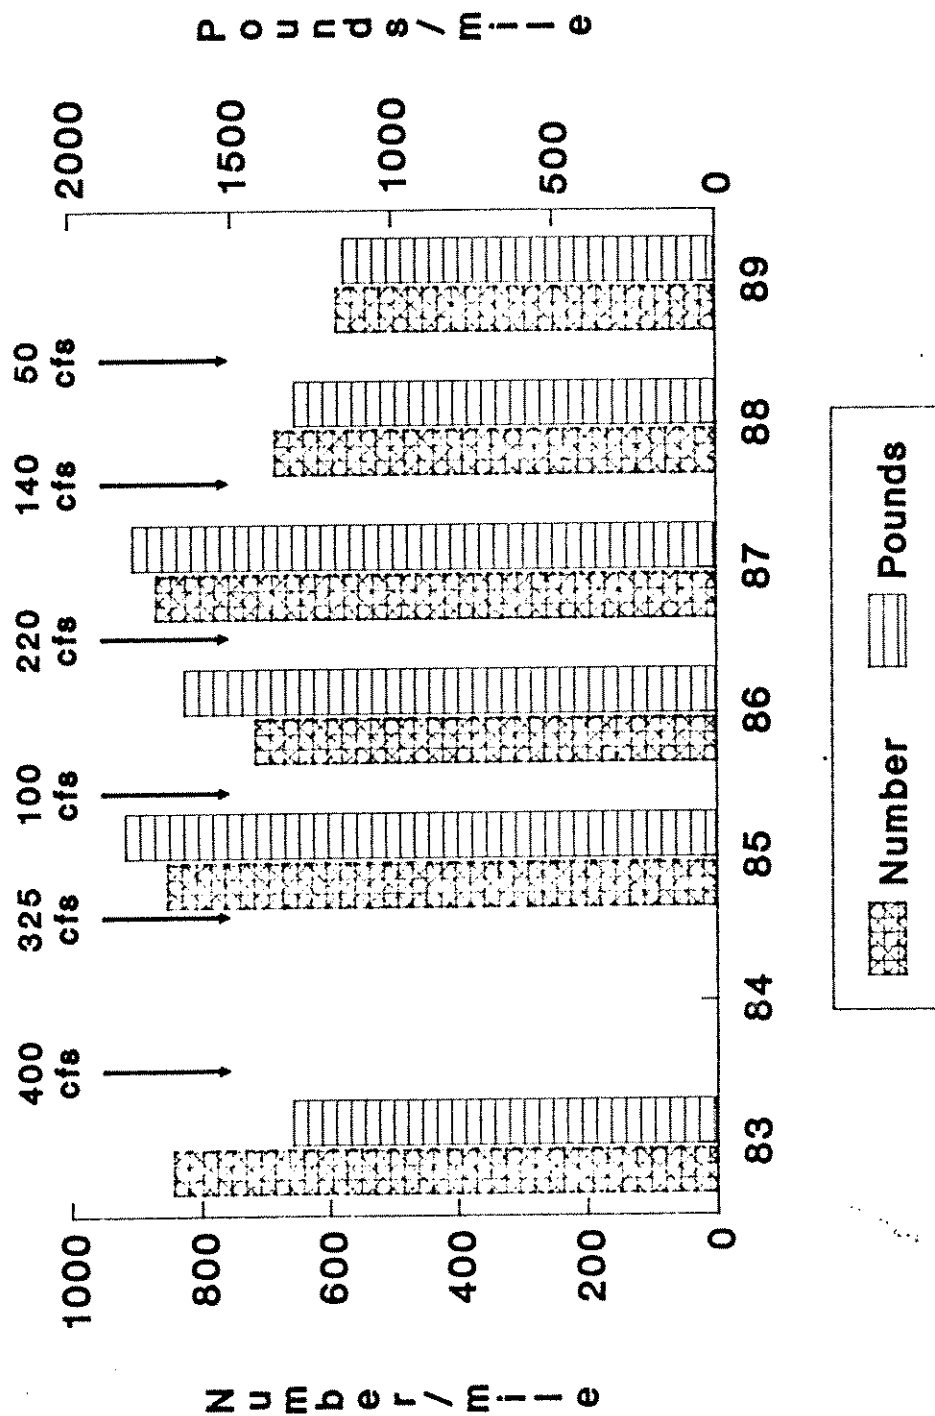 400 cfs
325 cfs
100 cfs
220 cfs
140 cfs
50 cfs
Number/mile
1000
800
600
400
200
0
Pounds/mile
2000
1500
1000
500
0
83 84 85 86 87 88 89
Number Pounds